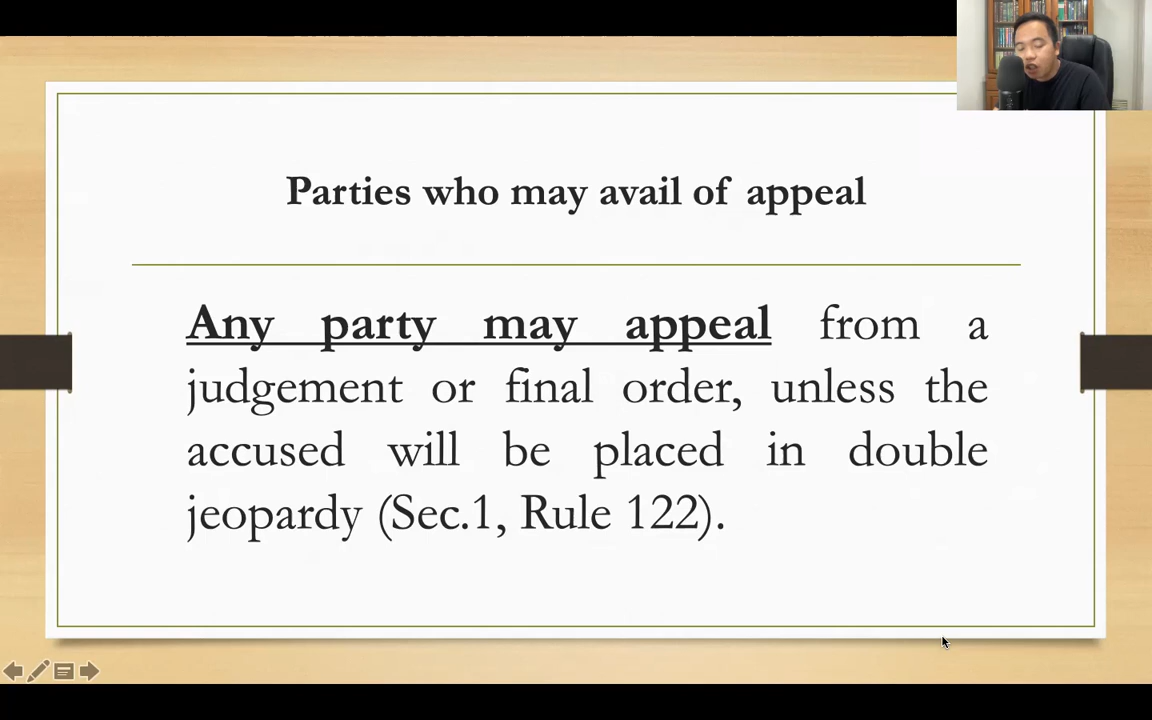 Parties who may avail of appeal
Any party may appeal from a
judgement or final order, unless the
accused will be placed in double
jeopardy (Sec.1, Rule 122).